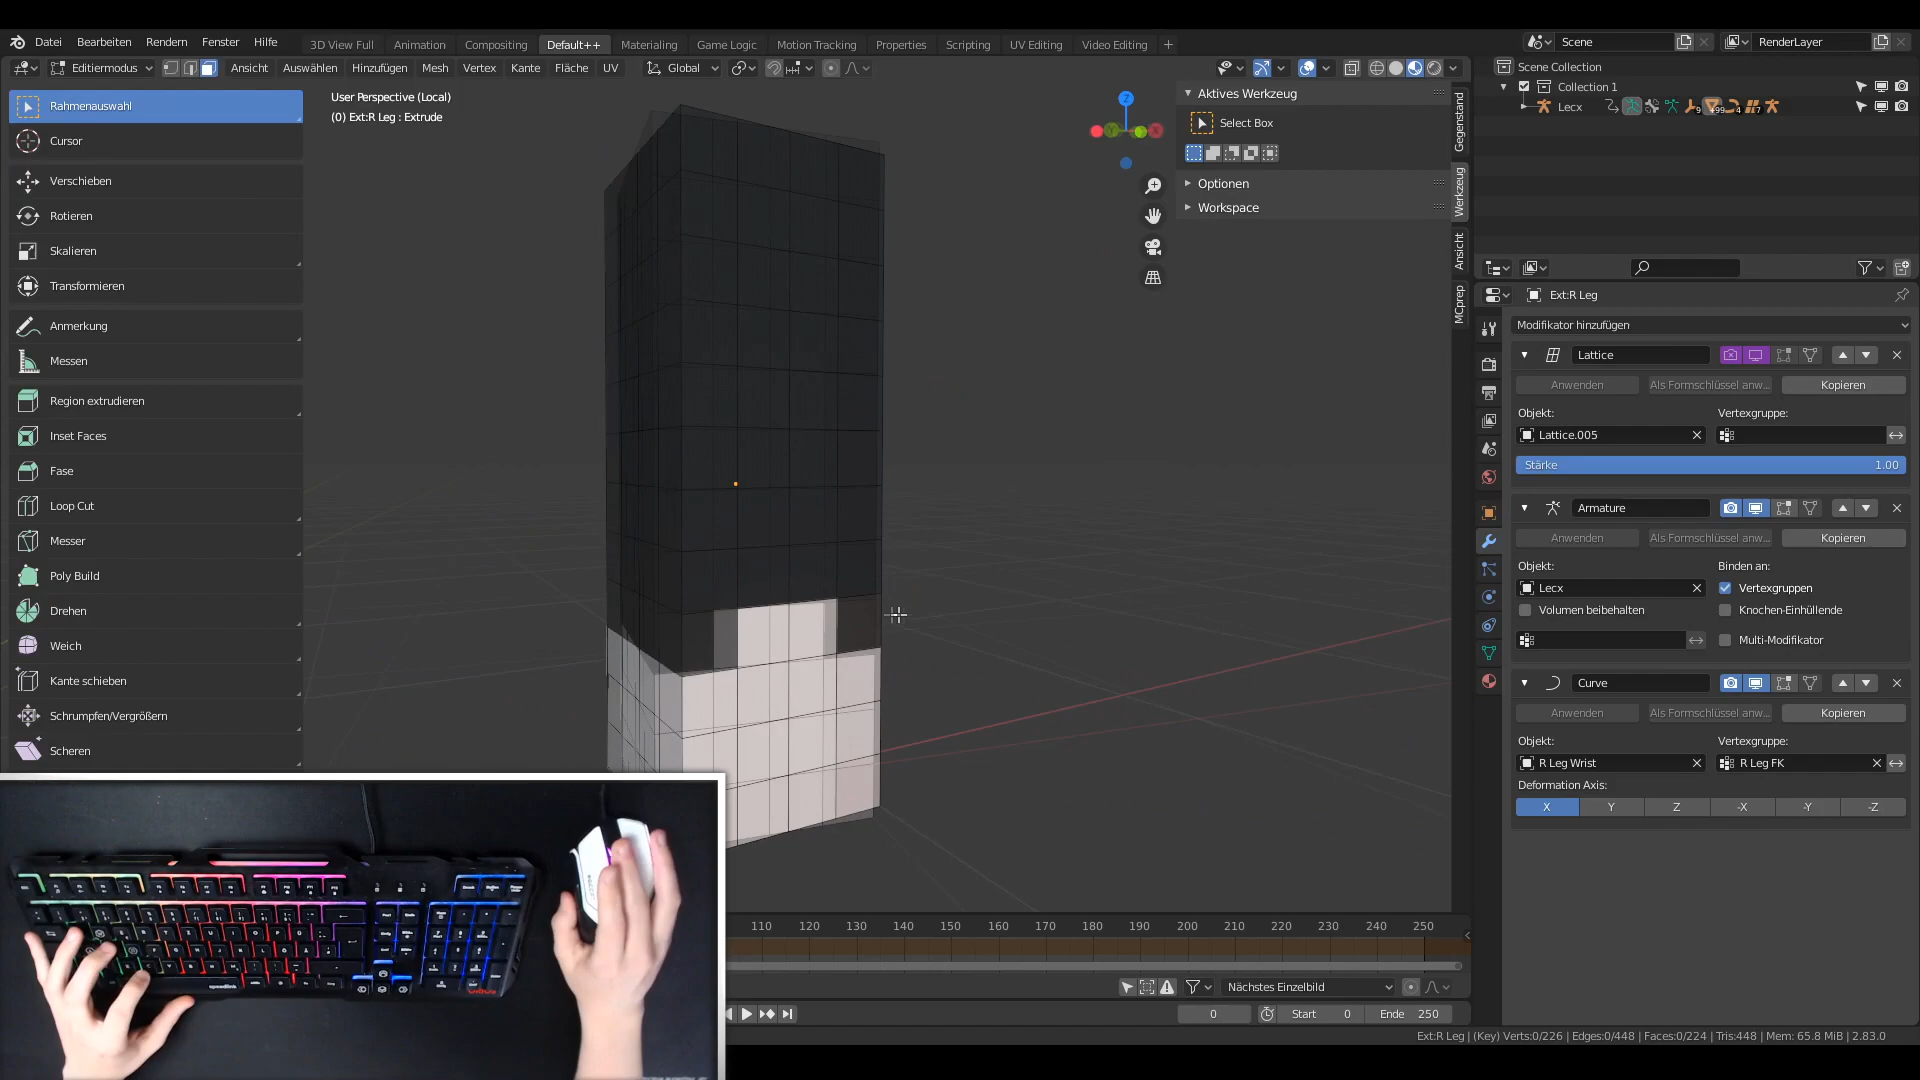 Datei Bearbeiten Rendern Fenster Hilfe 3D View Full Animation Compositing Default++ Materialing Game Logic Motion Tracking Properties Scripting UV Editing Video Editing + Scene RenderLayer
Editiermodus Ansicht Auswählen Hinzufügen Mesh Vertex Kante Fläche UV Global
Rahmenauswahl
Cursor
Verschieben
Rotieren
Skalieren
Transformieren
Anmerkung
Messen
Region extrudieren
Inset Faces
Fase
Loop Cut
Messer
Poly Build
Drehen
Weich
Kante schieben
Schrumpfen/Vergrößern
Scheren
User Perspective (Local)
(0) Ext:R Leg : Extrude
Z
Aktives Werkzeug
Select Box
Optionen
Workspace
Gegenstand
Werkzeug
Ansicht
MCprep
Scene Collection
Collection 1
Lecx
Ext:R Leg
Modifikator hinzufügen
Lattice
Anwenden Als Formschlüssel anw... Kopieren
Objekt: Vertexgruppe:
Lattice.005
Stärke 1.00
Armature
Anwenden Als Formschlüssel anw... Kopieren
Objekt: Binden an:
Lecx Vertexgruppen
Volumen beibehalten Knochen-Einhüllende
Multi-Modifikator
Curve
Anwenden Als Formschlüssel anw... Kopieren
Objekt: Vertexgruppe:
R Leg Wrist R Leg FK
Deformation Axis:
X Y Z -X -Y -Z
110 120 130 140 150 160 170 180 190 200 210 220 230 240 250
Nächstes Einzelbild
0 Start 0 Ende 250
Ext:R Leg | (Key) Verts:0/226 | Edges:0/448 | Faces:0/224 | Tris:448 | Mem: 65.8 MiB | 2.83.0
speedlink